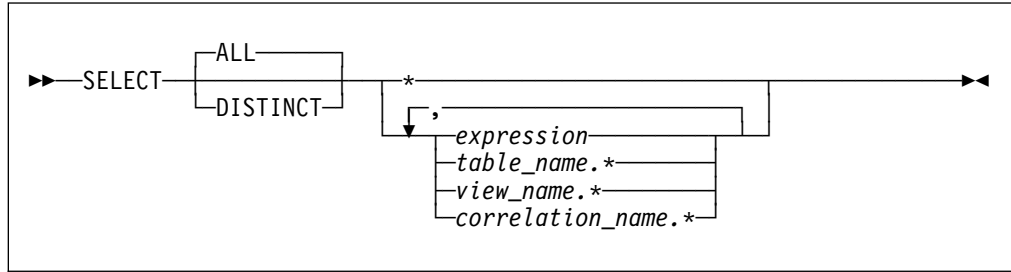 ALL
SELECT *
DISTINCT
,
expression
table_name.*
view_name.*
correlation_name.*